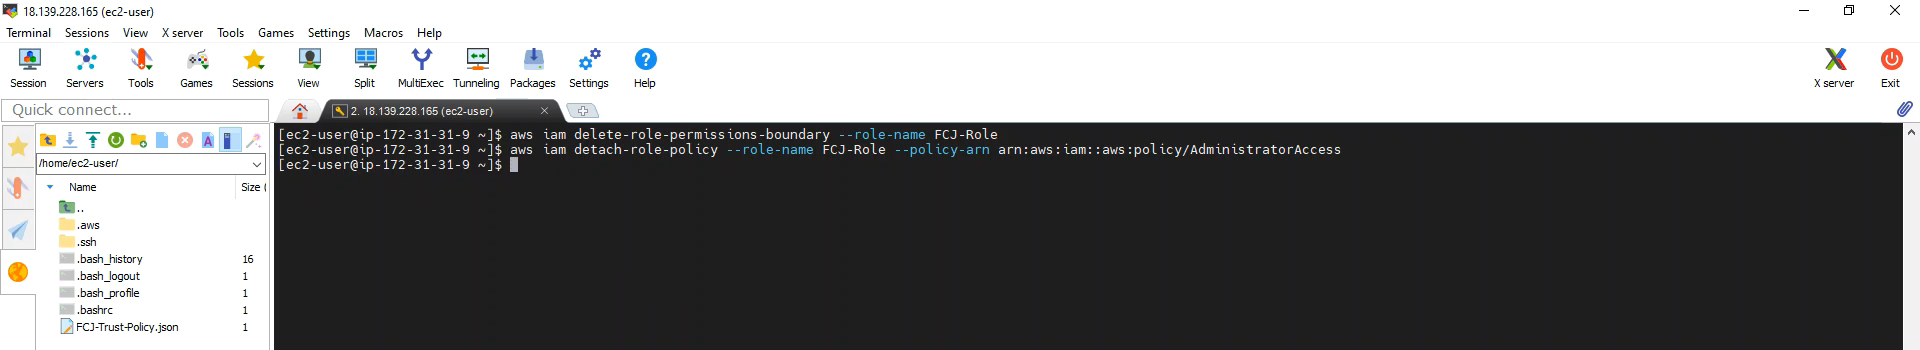 18.139.228.165 (ec2-user)
Terminal Sessions View X server Tools Games Settings Macros Help
Session Servers Tools Games Sessions View Split MultiExec Tunneling Packages Settings Help X server Exit
Quick connect...
2. 18.139.228.165 (ec2-user)
[ec2-user@ip-172-31-31-9 ~]$ aws iam delete-role-permissions-boundary --role-name FCJ-Role
[ec2-user@ip-172-31-31-9 ~]$ aws iam detach-role-policy --role-name FCJ-Role --policy-arn arn:aws:iam::aws:policy/AdministratorAccess
[ec2-user@ip-172-31-31-9 ~]$
/home/ec2-user/
Name Size (
..
.aws
.ssh
.bash_history 16
.bash_logout 1
.bash_profile 1
.bashrc 1
FCJ-Trust-Policy.json 1